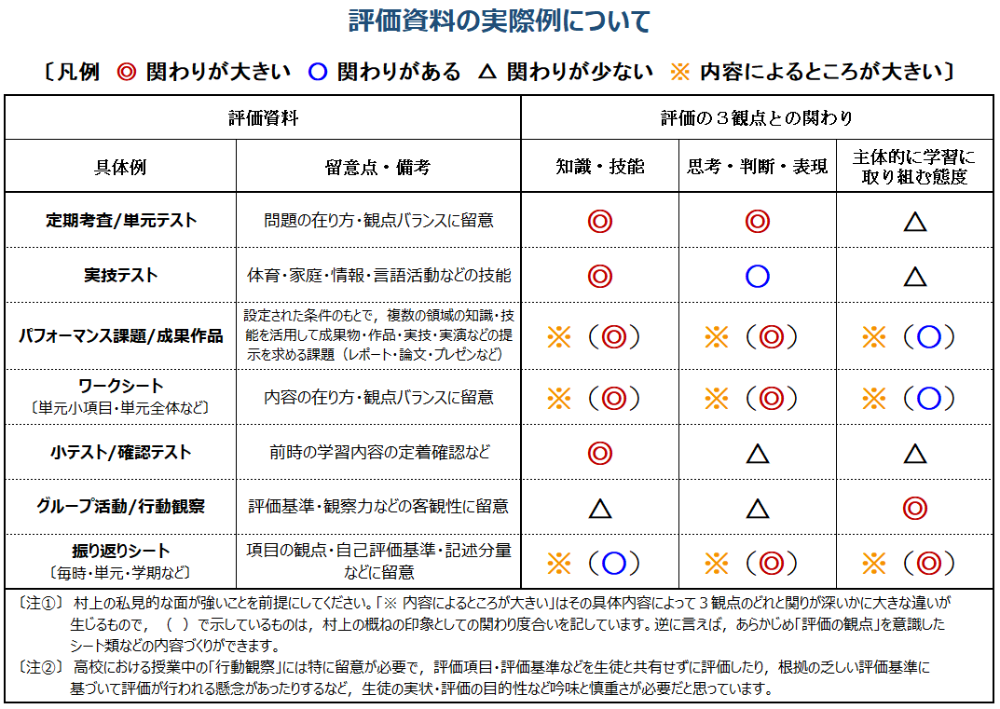 評価資料の実際例について
〔凡例 ◎ 関わりが大きい ○ 関わりがある △ 関わりが少ない ※ 内容によるところが大きい〕
評価資料 評価の３観点との関わり
具体例 留意点・備考 知識・技能 思考・判断・表現 主体的に学習に
取り組む態度
定期考査/単元テスト 問題の在り方・観点バランスに留意 ◎ ◎ △
実技テスト 体育・家庭・情報・言語活動などの技能 ◎ ○ △
パフォーマンス課題/成果作品 設定された条件のもとで，複数の領域の知識・技
能を活用して成果物・作品・実技・実演などの提
示を求める課題（レポート・論文・プレゼンなど） ※（◎） ※（◎） ※（○）
ワークシート
〔単元小項目・単元全体など〕 内容の在り方・観点バランスに留意 ※（◎） ※（◎） ※（○）
小テスト/確認テスト 前時の学習内容の定着確認など ◎ △ △
グループ活動/行動観察 評価基準・観察力などの客観性に留意 △ △ ◎
振り返りシート
〔毎時・単元・学期など〕 項目の観点・自己評価基準・記述分量
などに留意 ※（○） ※（◎） ※（◎）
〔注①〕 村上の私見的な面が強いことを前提にしてください。「※ 内容によるところが大きい」はその具体内容によって３観点のどれと関りが深いかに大きな違いが
生じるもので，（ ）で示しているものは，村上の概ねの印象としての関わり度合いを記しています。逆に言えば，あらかじめ「評価の観点」を意識した
シート類などの内容づくりができます。
〔注②〕 高校における授業中の「行動観察」には特に留意が必要で，評価項目・評価基準などを生徒と共有せずに評価したり，根拠の乏しい評価基準に
基づいて評価が行われる懸念があったりするなど，生徒の実状・評価の目的性など吟味と慎重さが必要だと思っています。